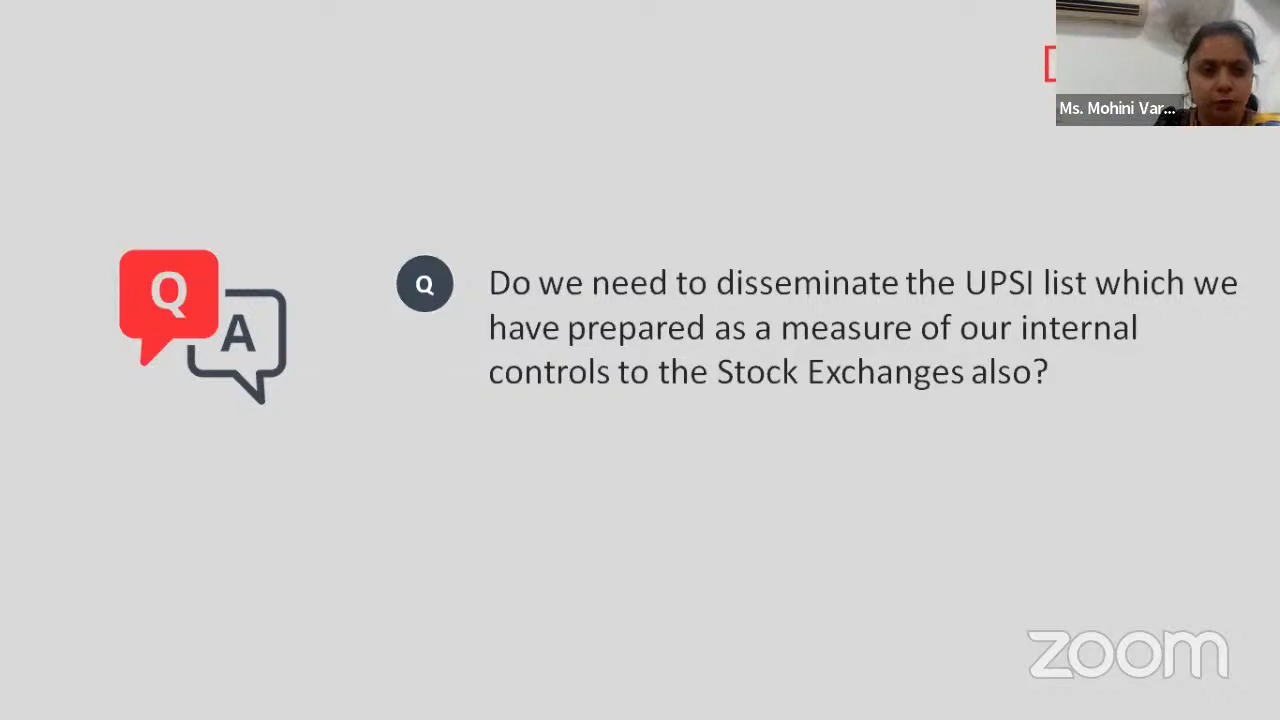 Ms. Mohini Var...
Q
A
Q
Do we need to disseminate the UPSI list which we
have prepared as a measure of our internal
controls to the Stock Exchanges also?
zoom